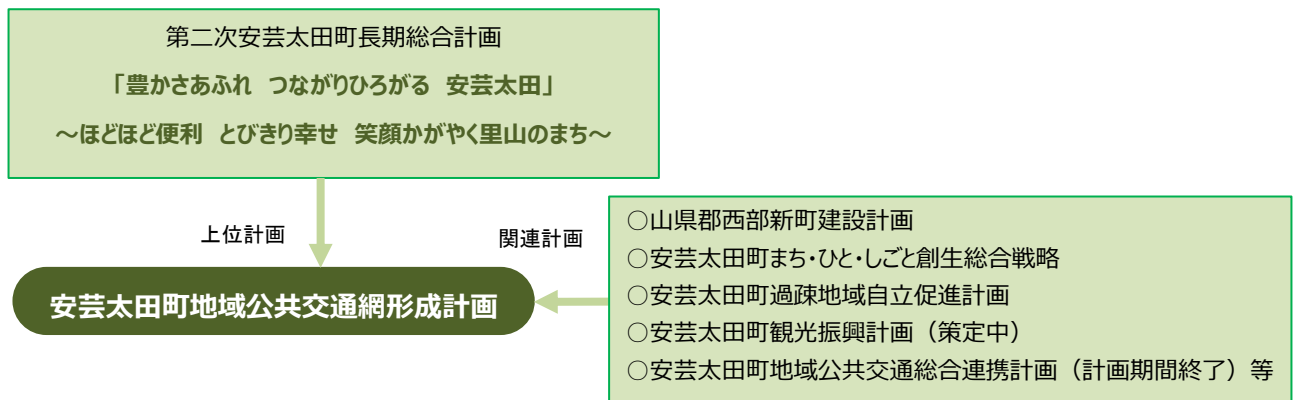 第二次安芸太田町長期総合計画
「豊かさあふれ つながりひろがる 安芸太田」
～ほどほど便利 とびきり幸せ 笑顔かがやく里山のまち～
上位計画
関連計画
安芸太田町地域公共交通網形成計画
○山県郡西部新町建設計画
○安芸太田町まち・ひと・しごと創生総合戦略
○安芸太田町過疎地域自立促進計画
○安芸太田町観光振興計画（策定中）
○安芸太田町地域公共交通総合連携計画（計画期間終了）等